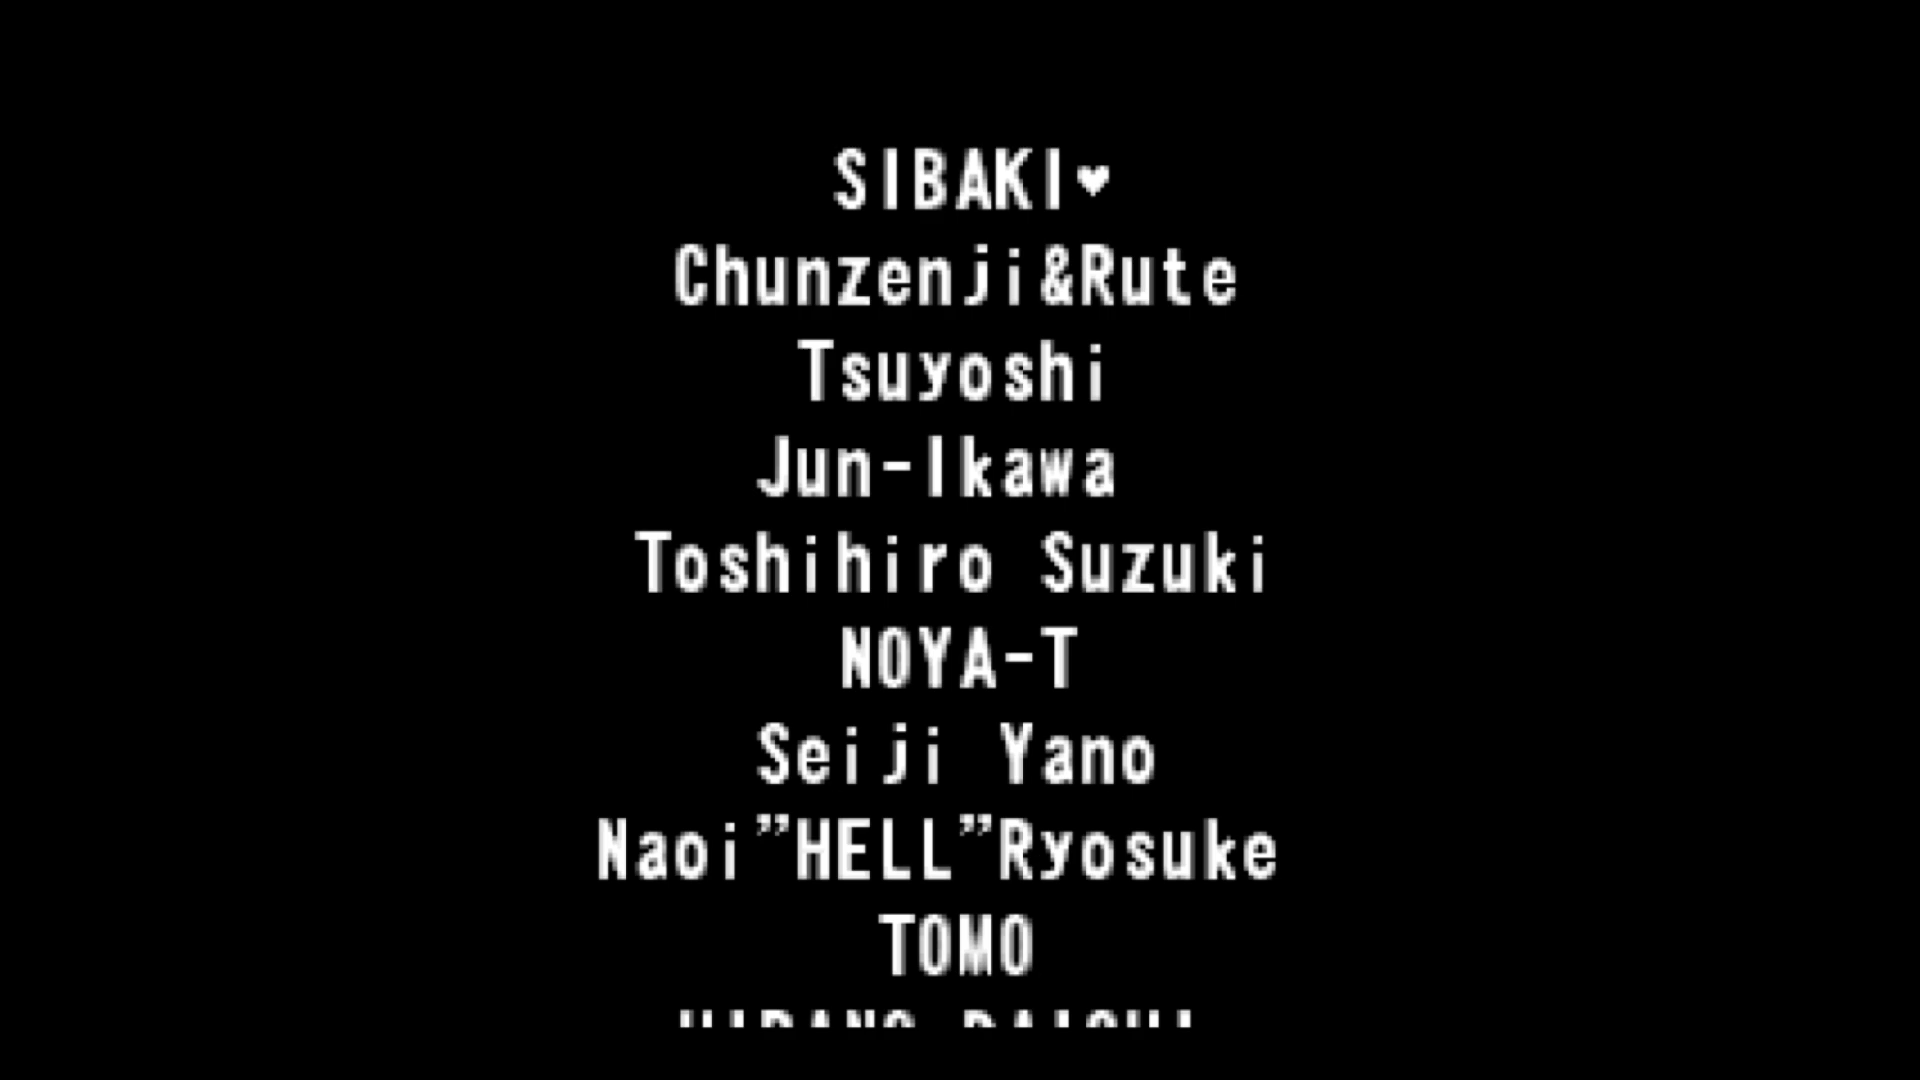 SIBAKI♥
Chunzenji&Rute
Tsuyoshi
Jun-Ikawa
Toshihiro Suzuki
NOYA-T
Seiji Yano
Naoi”HELL”Ryosuke
TOMO